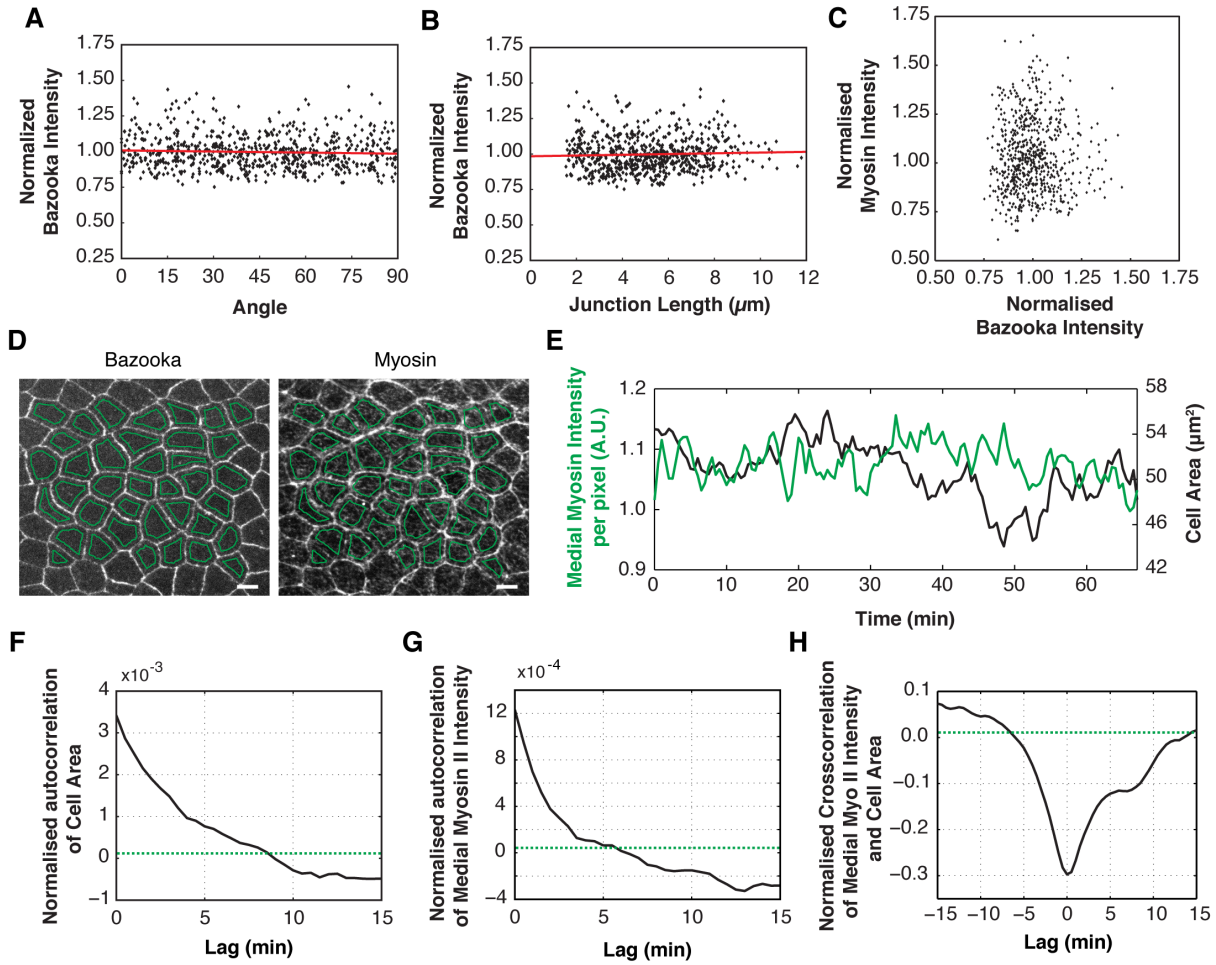 A
1.75
1.50
1.25
1.00
0.75
0.50
0.25
Normalized
Bazooka Intensity
0 15 30 45 60 75 90
Angle
B
1.75
1.50
1.25
1.00
0.75
0.50
0.25
Normalized
Bazooka Intensity
0 2 4 6 8 10 12
Junction Length (µm)
C
1.75
1.50
1.25
1.00
0.75
0.50
Normalised
Myosin Intensity
0.50 0.75 1.00 1.25 1.50 1.75
Normalised
Bazooka Intensity
D
Bazooka Myosin
E
Medial Myosin Intensity
per pixel (A.U.)
1.2
1.1
1.0
0.9
58
54
50
46
42
Cell Area (µm²)
0 10 20 30 40 50 60
Time (min)
F
x10⁻³
4
3
2
1
0
−1
Normalised autocorrelation
of Cell Area
0 5 10 15
Lag (min)
G
x10⁻⁴
12
8
4
0
−4
Normalised autocorrelation
of Medial Myosin II Intensity
0 5 10 15
Lag (min)
H
0.1
0.0
−0.1
−0.2
−0.3
Normalised Crosscorrelation
of Medial Myo II Intensity
and Cell Area
−15 −10 −5 0 5 10 15
Lag (min)